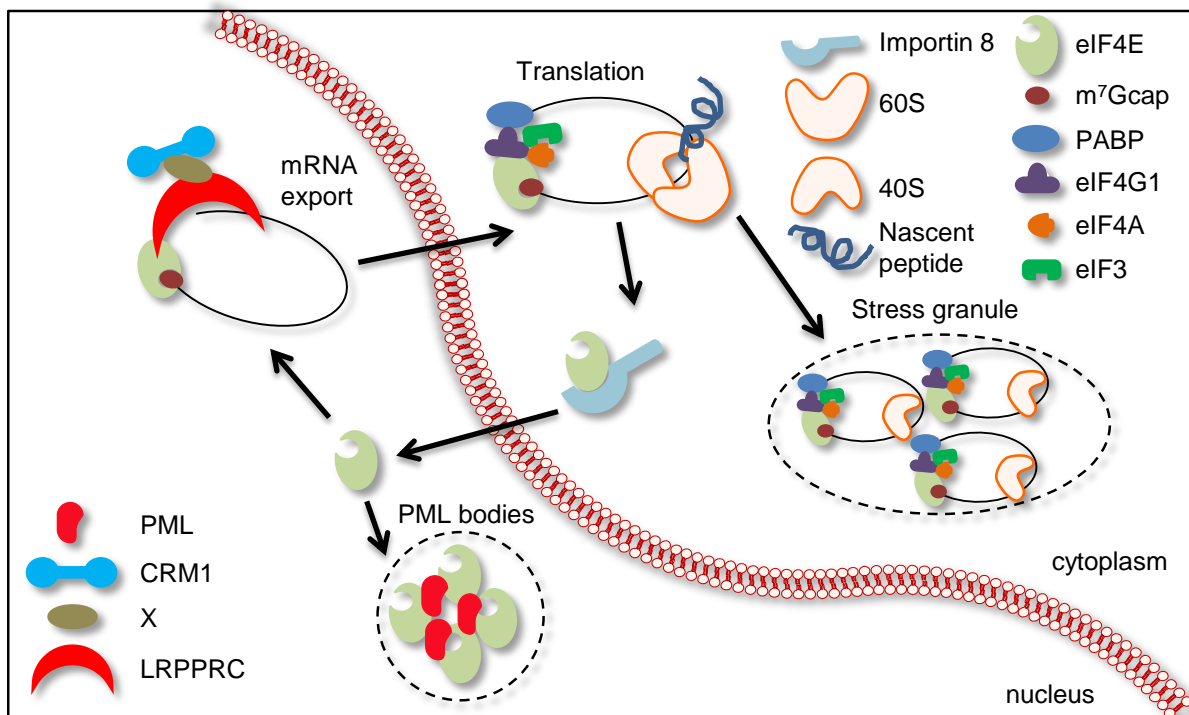 Translation
mRNA
export
Importin 8
60S
40S
Nascent
peptide
eIF4E
m⁷Gcap
PABP
eIF4G1
eIF4A
eIF3
Stress granule
PML bodies
PML
CRM1
X
LRPPRC
cytoplasm
nucleus